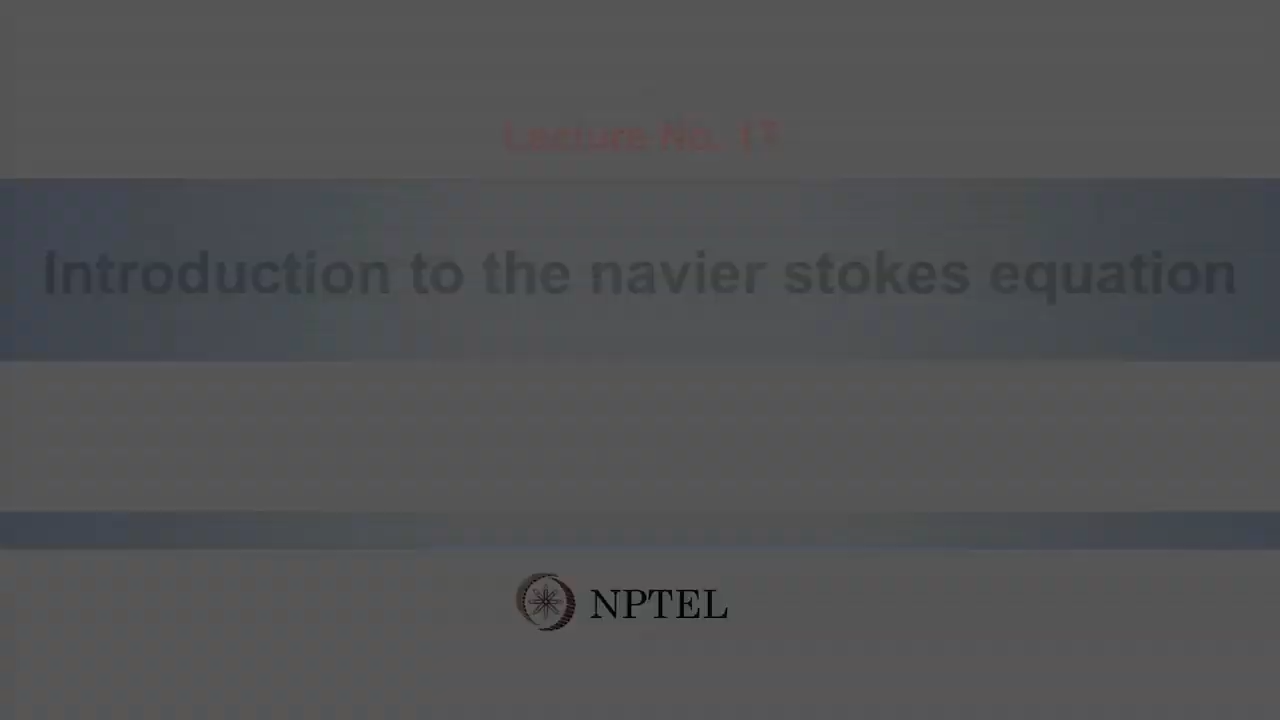 Lecture No. 17
Introduction to the navier stokes equation
NPTEL